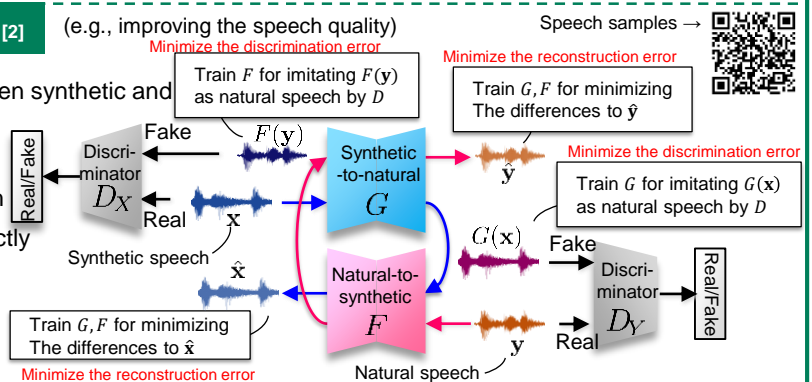 [2]
(e.g., improving the speech quality)
Speech samples →
Minimize the discrimination error
Train F for imitating F(y)
as natural speech by D
Minimize the reconstruction error
Train G, F for minimizing
The differences to ŷ
en synthetic and
Real/Fake
Discri-
minator
D_X
Fake
F(y)
Real
x
Synthetic
-to-natural
G
ŷ
Minimize the discrimination error
Train G for imitating G(x)
as natural speech by D
ctly
Synthetic speech
x̂
Natural-to-
synthetic
F
G(x)
Fake
Discri-
minator
D_Y
Real/Fake
y
Real
Train G, F for minimizing
The differences to x̂
Minimize the reconstruction error
Natural speech